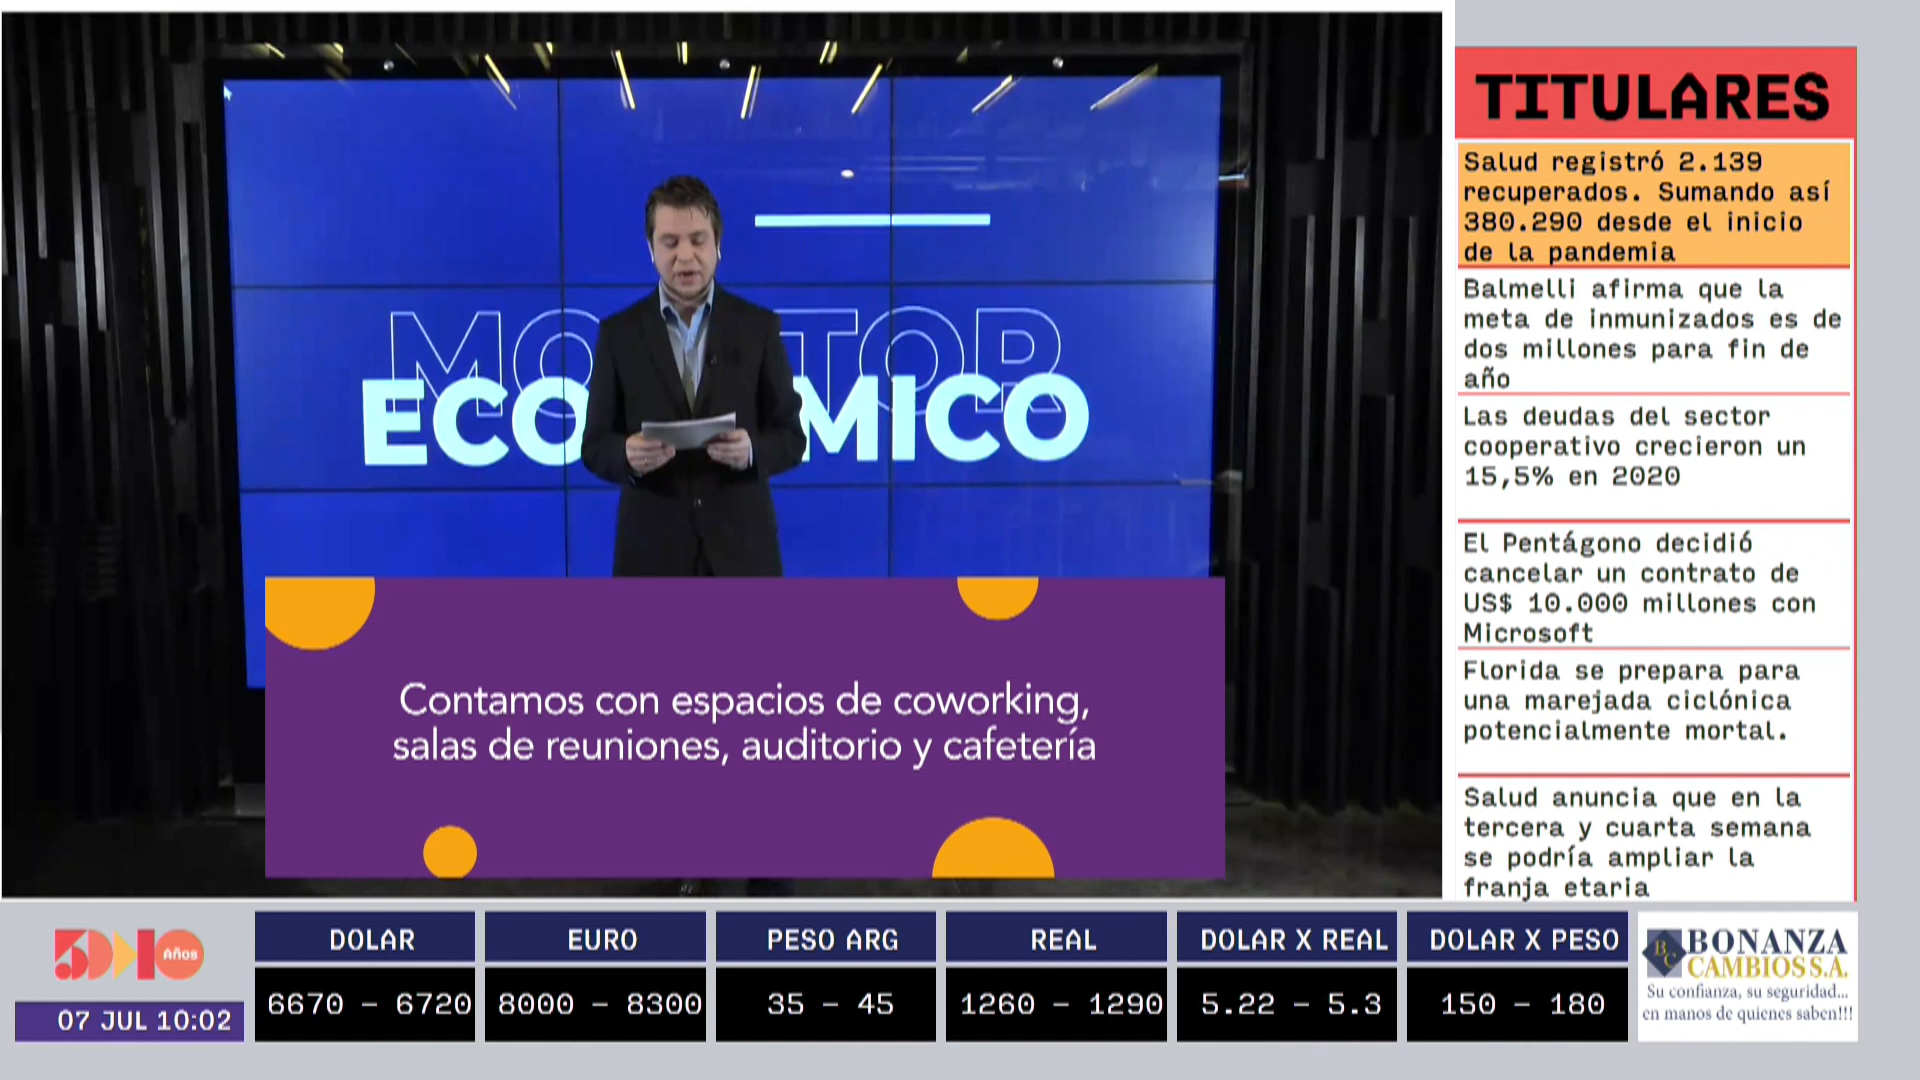 MO TOR
ECO MICO
Contamos con espacios de coworking,
salas de reuniones, auditorio y cafetería
TITULARES
Salud registró 2.139
recuperados. Sumando así
380.290 desde el inicio
de la pandemia
Balmelli afirma que la
meta de inmunizados es de
dos millones para fin de
año
Las deudas del sector
cooperativo crecieron un
15,5% en 2020
El Pentágono decidió
cancelar un contrato de
US$ 10.000 millones con
Microsoft
Florida se prepara para
una marejada ciclónica
potencialmente mortal.
Salud anuncia que en la
tercera y cuarta semana
se podría ampliar la
franja etaria
5D 10 Años
07 JUL 10:02
DOLAR
6670 - 6720
EURO
8000 - 8300
PESO ARG
35 - 45
REAL
1260 - 1290
DOLAR X REAL
5.22 - 5.3
DOLAR X PESO
150 - 180
BC BONANZA
CAMBIOS S.A.
Su confianza, su seguridad...
en manos de quienes saben!!!